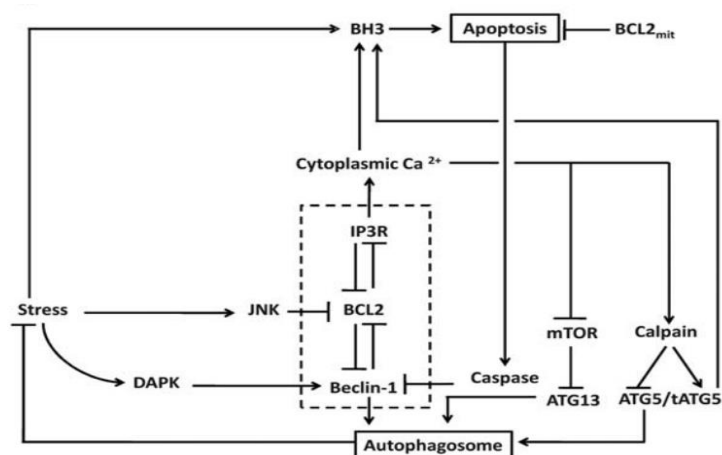 BH3 Apoptosis BCL2mit
Cytoplasmic Ca 2+
IP3R
Stress JNK BCL2 mTOR Calpain
DAPK Beclin-1 Caspase ATG13 ATG5/tATG5
Autophagosome